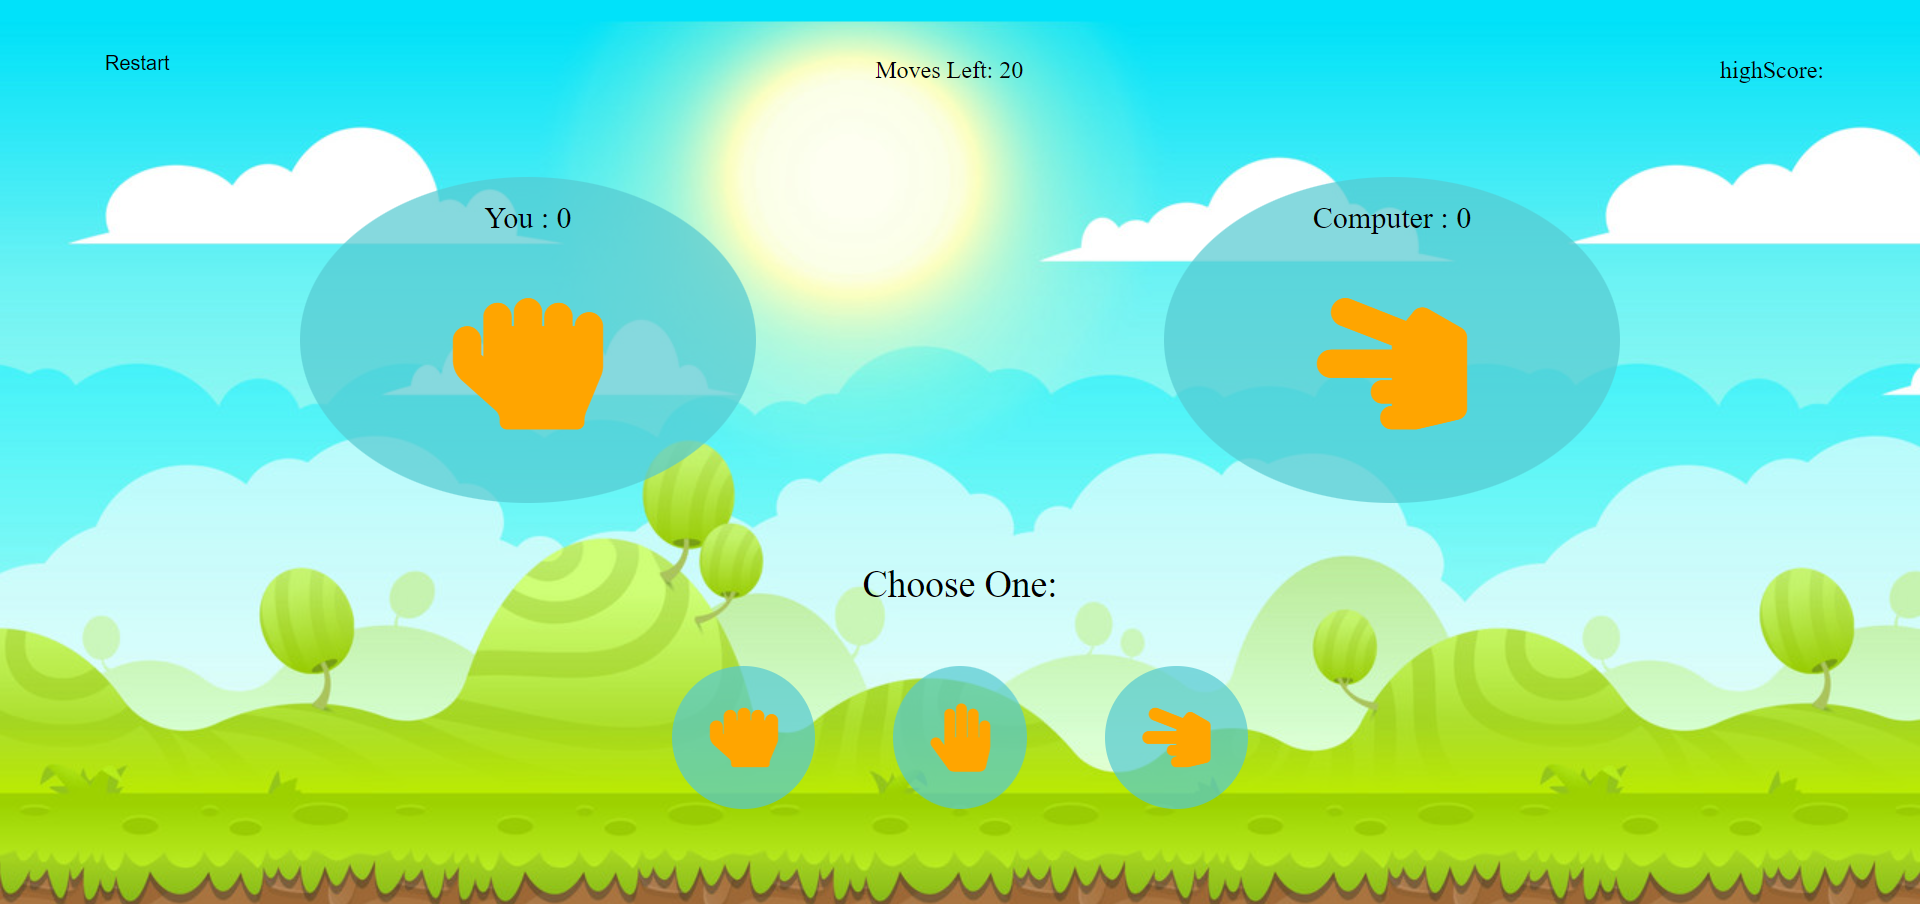 Restart
Moves Left: 20
highScore:
You : 0
Computer : 0
Choose One: